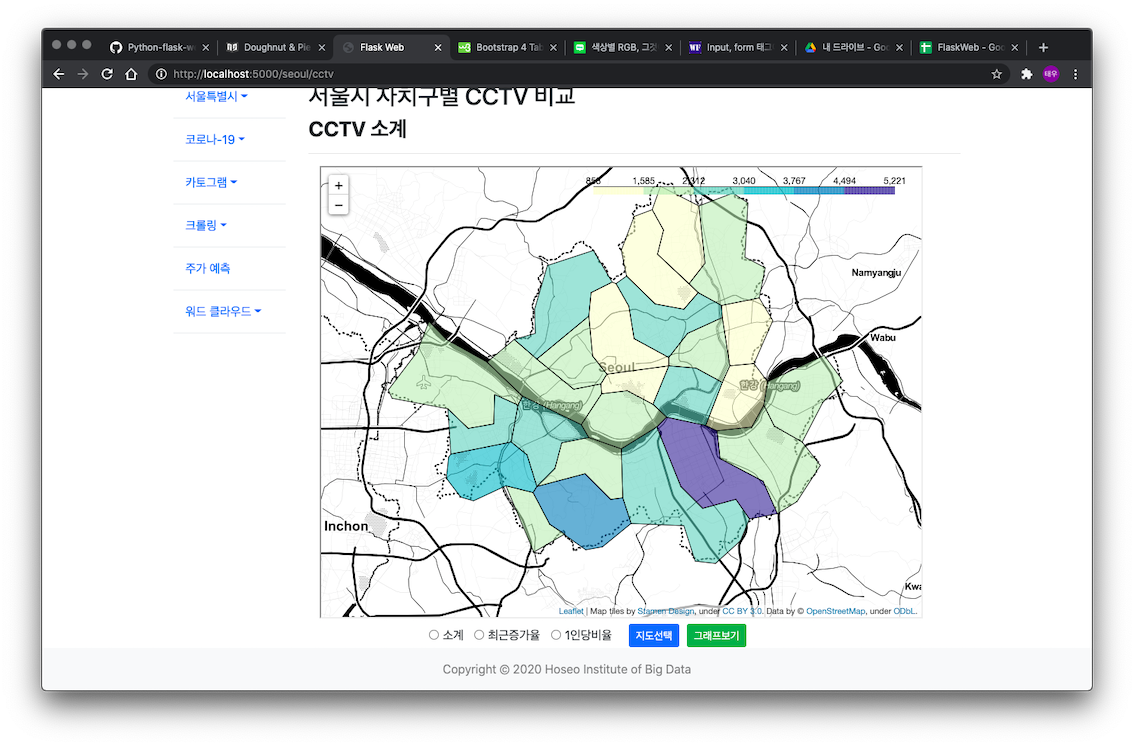 Python-flask-w
Doughnut & Pie
Flask Web
Bootstrap 4 Tab
색상별 RGB, 그것
Input, form 태그
내 드라이브 - Goo
FlaskWeb - Goo
http://localhost:5000/seoul/cctv
태우
서울특별시
코로나-19
카토그램
크롤링
주가 예측
워드 클라우드
서울시 자치구별 CCTV 비교
CCTV 소계
+
−
858 1,585 2,312 3,040 3,767 4,494 5,221
Namyangju
Wabu
Seoul
한강 (Hangang)
한강 (Hangang)
Inchon
Kwa
Leaflet | Map tiles by Stamen Design, under CC BY 3.0. Data by © OpenStreetMap, under ODbL.
소계 최근증가율 1인당비율 지도선택 그래프보기
Copyright © 2020 Hoseo Institute of Big Data